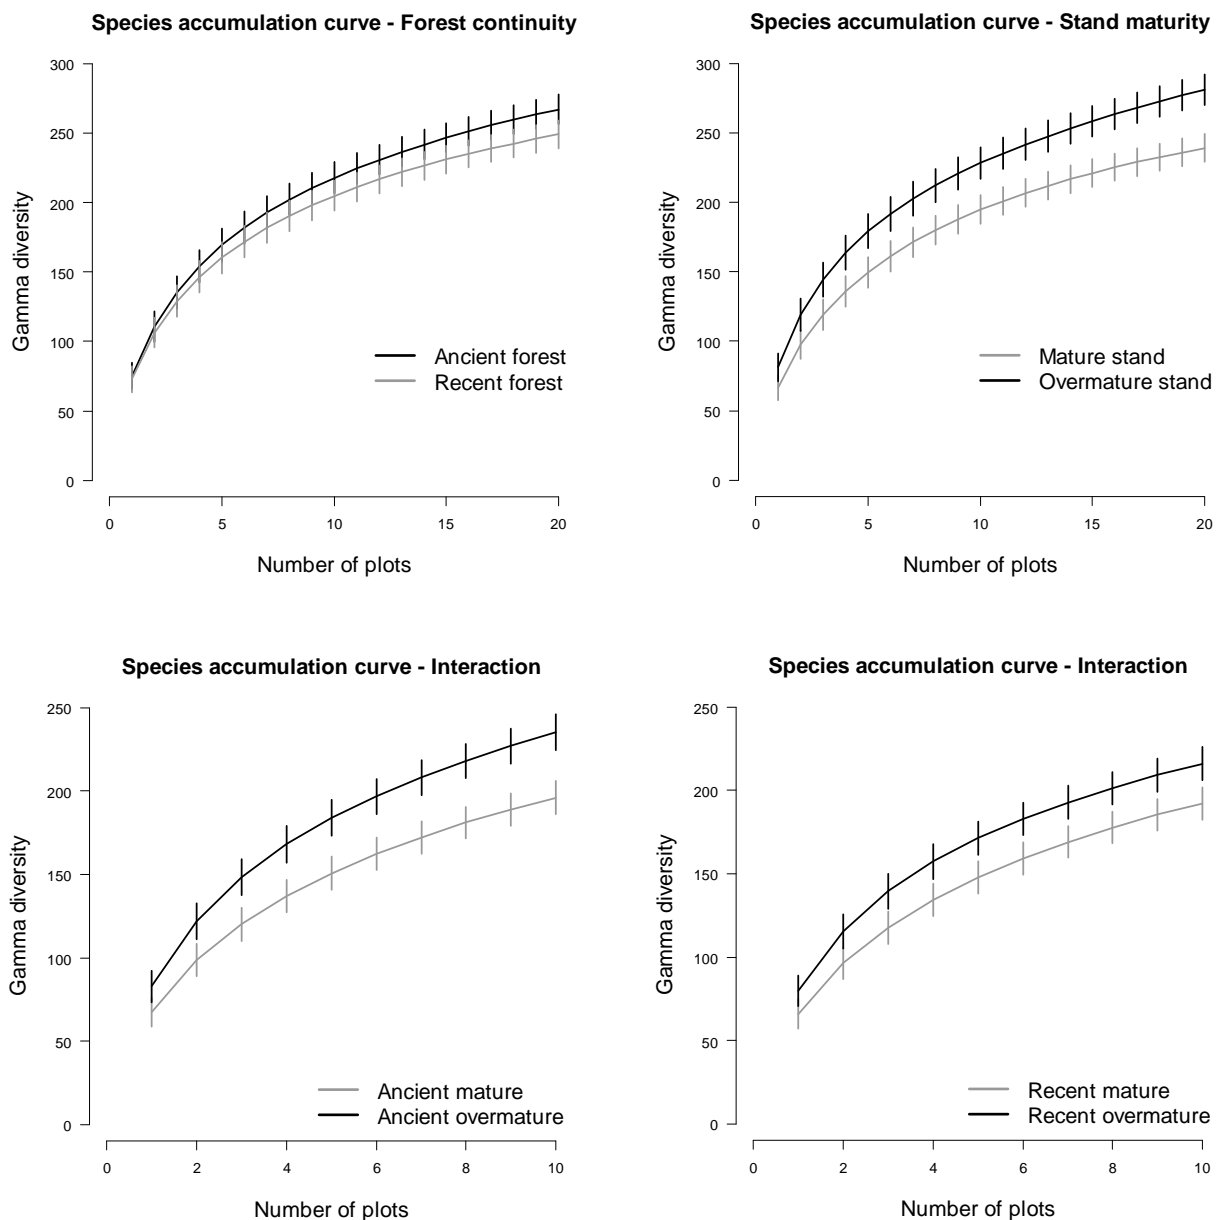 Species accumulation curve - Forest continuity
300
250
200
150
100
50
0
Gamma diversity
Ancient forest
Recent forest
0 5 10 15 20
Number of plots
Species accumulation curve - Stand maturity
300
250
200
150
100
50
0
Gamma diversity
Mature stand
Overmature stand
0 5 10 15 20
Number of plots
Species accumulation curve - Interaction
250
200
150
100
50
0
Gamma diversity
Ancient mature
Ancient overmature
0 2 4 6 8 10
Number of plots
Species accumulation curve - Interaction
250
200
150
100
50
0
Gamma diversity
Recent mature
Recent overmature
0 2 4 6 8 10
Number of plots